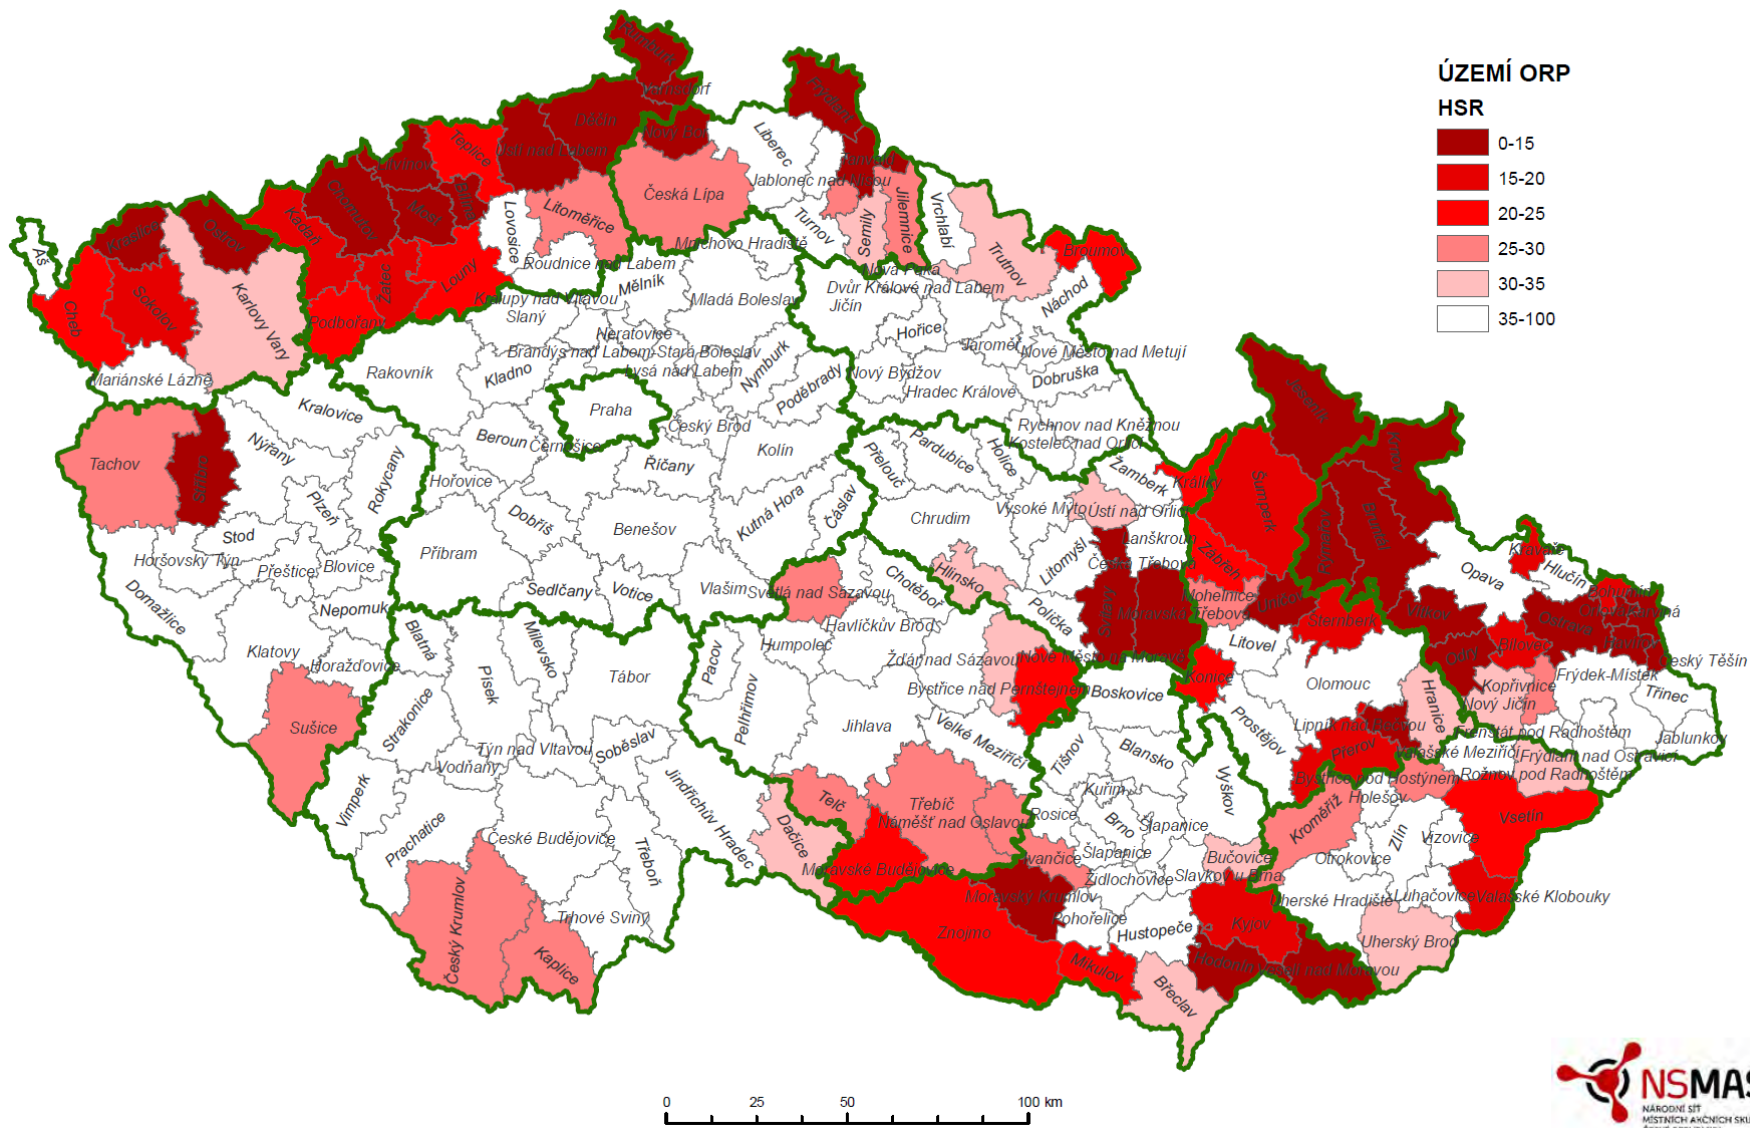 ÚZEMÍ ORP
HSR
0-15
15-20
20-25
25-30
30-35
35-100
Rumburk
Varnsdorf
Děčín
Ústí nad Labem
Teplice
Litvínov
Bílina
Most
Chomutov
Kadaň
Žatec
Louny
Podbořany
Lovosice
Litoměřice
Roudnice nad Labem
Nový Bor
Česká Lípa
Frýdlant
Liberec
Jablonec nad Nisou
Tanvald
Turnov
Semily
Jilemnice
Vrchlabí
Trutnov
Broumov
Náchod
Nová Paka
Dvůr Králové nad Labem
Jičín
Hořice
Jaroměř
Nové Město nad Metují
Dobruška
Nový Bydžov
Hradec Králové
Rychnov nad Kněžnou
Kostelec nad Orlicí
Aš
Cheb
Kraslice
Sokolov
Ostrov
Karlovy Vary
Mariánské Lázně
Mnichovo Hradiště
Mělník
Mladá Boleslav
Kralupy nad Vltavou
Slaný
Neratovice
Brandýs nad Labem-Stará Boleslav
Lysá nad Labem
Nymburk
Poděbrady
Rakovník
Kladno
Praha
Beroun
Černošice
Český Brod
Kolín
Říčany
Hořovice
Dobříš
Benešov
Kutná Hora
Čáslav
Příbram
Sedlčany
Votice
Vlašim
Tachov
Stříbro
Kralovice
Nýřany
Plzeň
Rokycany
Stod
Horšovský Týn
Přeštice
Blovice
Domažlice
Nepomuk
Klatovy
Horažďovice
Sušice
Blatná
Milevsko
Písek
Tábor
Strakonice
Týn nad Vltavou
Soběslav
Vodňany
Vimperk
Prachatice
České Budějovice
Jindřichův Hradec
Třeboň
Dačice
Trhové Sviny
Český Krumlov
Kaplice
Přelouč
Pardubice
Holice
Chrudim
Vysoké Mýto
Žamberk
Ústí nad Orlicí
Králíky
Lanškroun
Česká Třebová
Litomyšl
Hlinsko
Polička
Svitavy
Moravská Třebová
Světlá nad Sázavou
Chotěboř
Havlíčkův Brod
Humpolec
Pacov
Pelhřimov
Žďár nad Sázavou
Nové Město na Moravě
Bystřice nad Pernštejnem
Jihlava
Velké Meziříčí
Telč
Třebíč
Náměšť nad Oslavou
Moravské Budějovice
Boskovice
Blansko
Tišnov
Kuřim
Vyškov
Rosice
Brno
Šlapanice
Šlapanice
Ivančice
Židlochovice
Slavkov u Brna
Bučovice
Moravský Krumlov
Pohořelice
Hustopeče
Znojmo
Mikulov
Břeclav
Kyjov
Hodonín
Veselí nad Moravou
Jeseník
Šumperk
Zábřeh
Mohelnice
Uničov
Šternberk
Litovel
Konice
Olomouc
Prostějov
Hranice
Lipník nad Bečvou
Přerov
Krnov
Bruntál
Rýmařov
Opava
Kravaře
Hlučín
Vítkov
Odry
Bílovec
Ostrava
Bohumín
Orlová
Karviná
Havířov
Český Těšín
Frýdek-Místek
Třinec
Jablunkov
Kopřivnice
Nový Jičín
Frenštát pod Radhoštěm
Frýdlant nad Ostravicí
Valašské Meziříčí
Rožnov pod Radhoštěm
Bystřice pod Hostýnem
Holešov
Kroměříž
Vsetín
Zlín
Vizovice
Otrokovice
Luhačovice
Valašské Klobouky
Uherské Hradiště
Uherský Brod
0 25 50 100 km
NSMAS
NÁRODNÍ SÍŤ
MÍSTNÍCH AKČNÍCH SKU